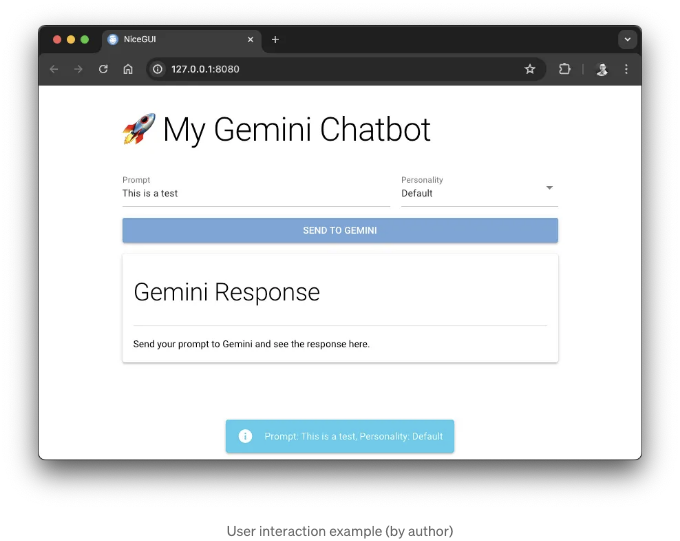 NiceGUI
127.0.0.1:8080
🚀 My Gemini Chatbot
Prompt
Personality
This is a test
Default
SEND TO GEMINI
Gemini Response
Send your prompt to Gemini and see the response here.
Prompt: This is a test, Personality: Default
User interaction example (by author)